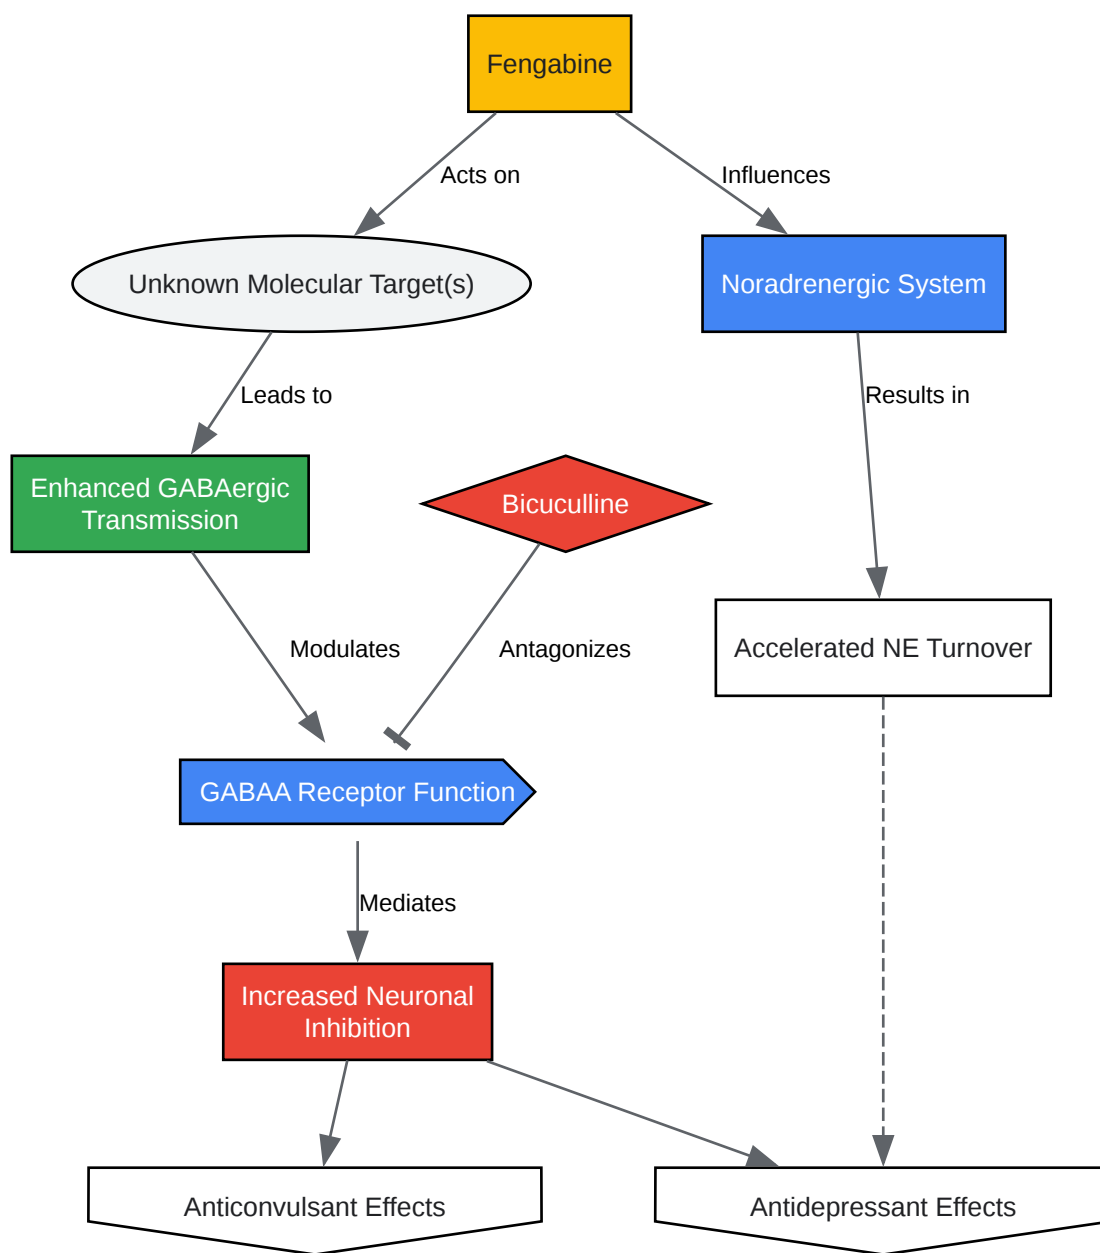 Fengabine
Acts on
Influences
Unknown Molecular Target(s)
Noradrenergic System
Leads to
Results in
Enhanced GABAergic
Transmission
Bicuculline
Modulates
Antagonizes
Accelerated NE Turnover
GABAA Receptor Function
Mediates
Increased Neuronal
Inhibition
Anticonvulsant Effects
Antidepressant Effects